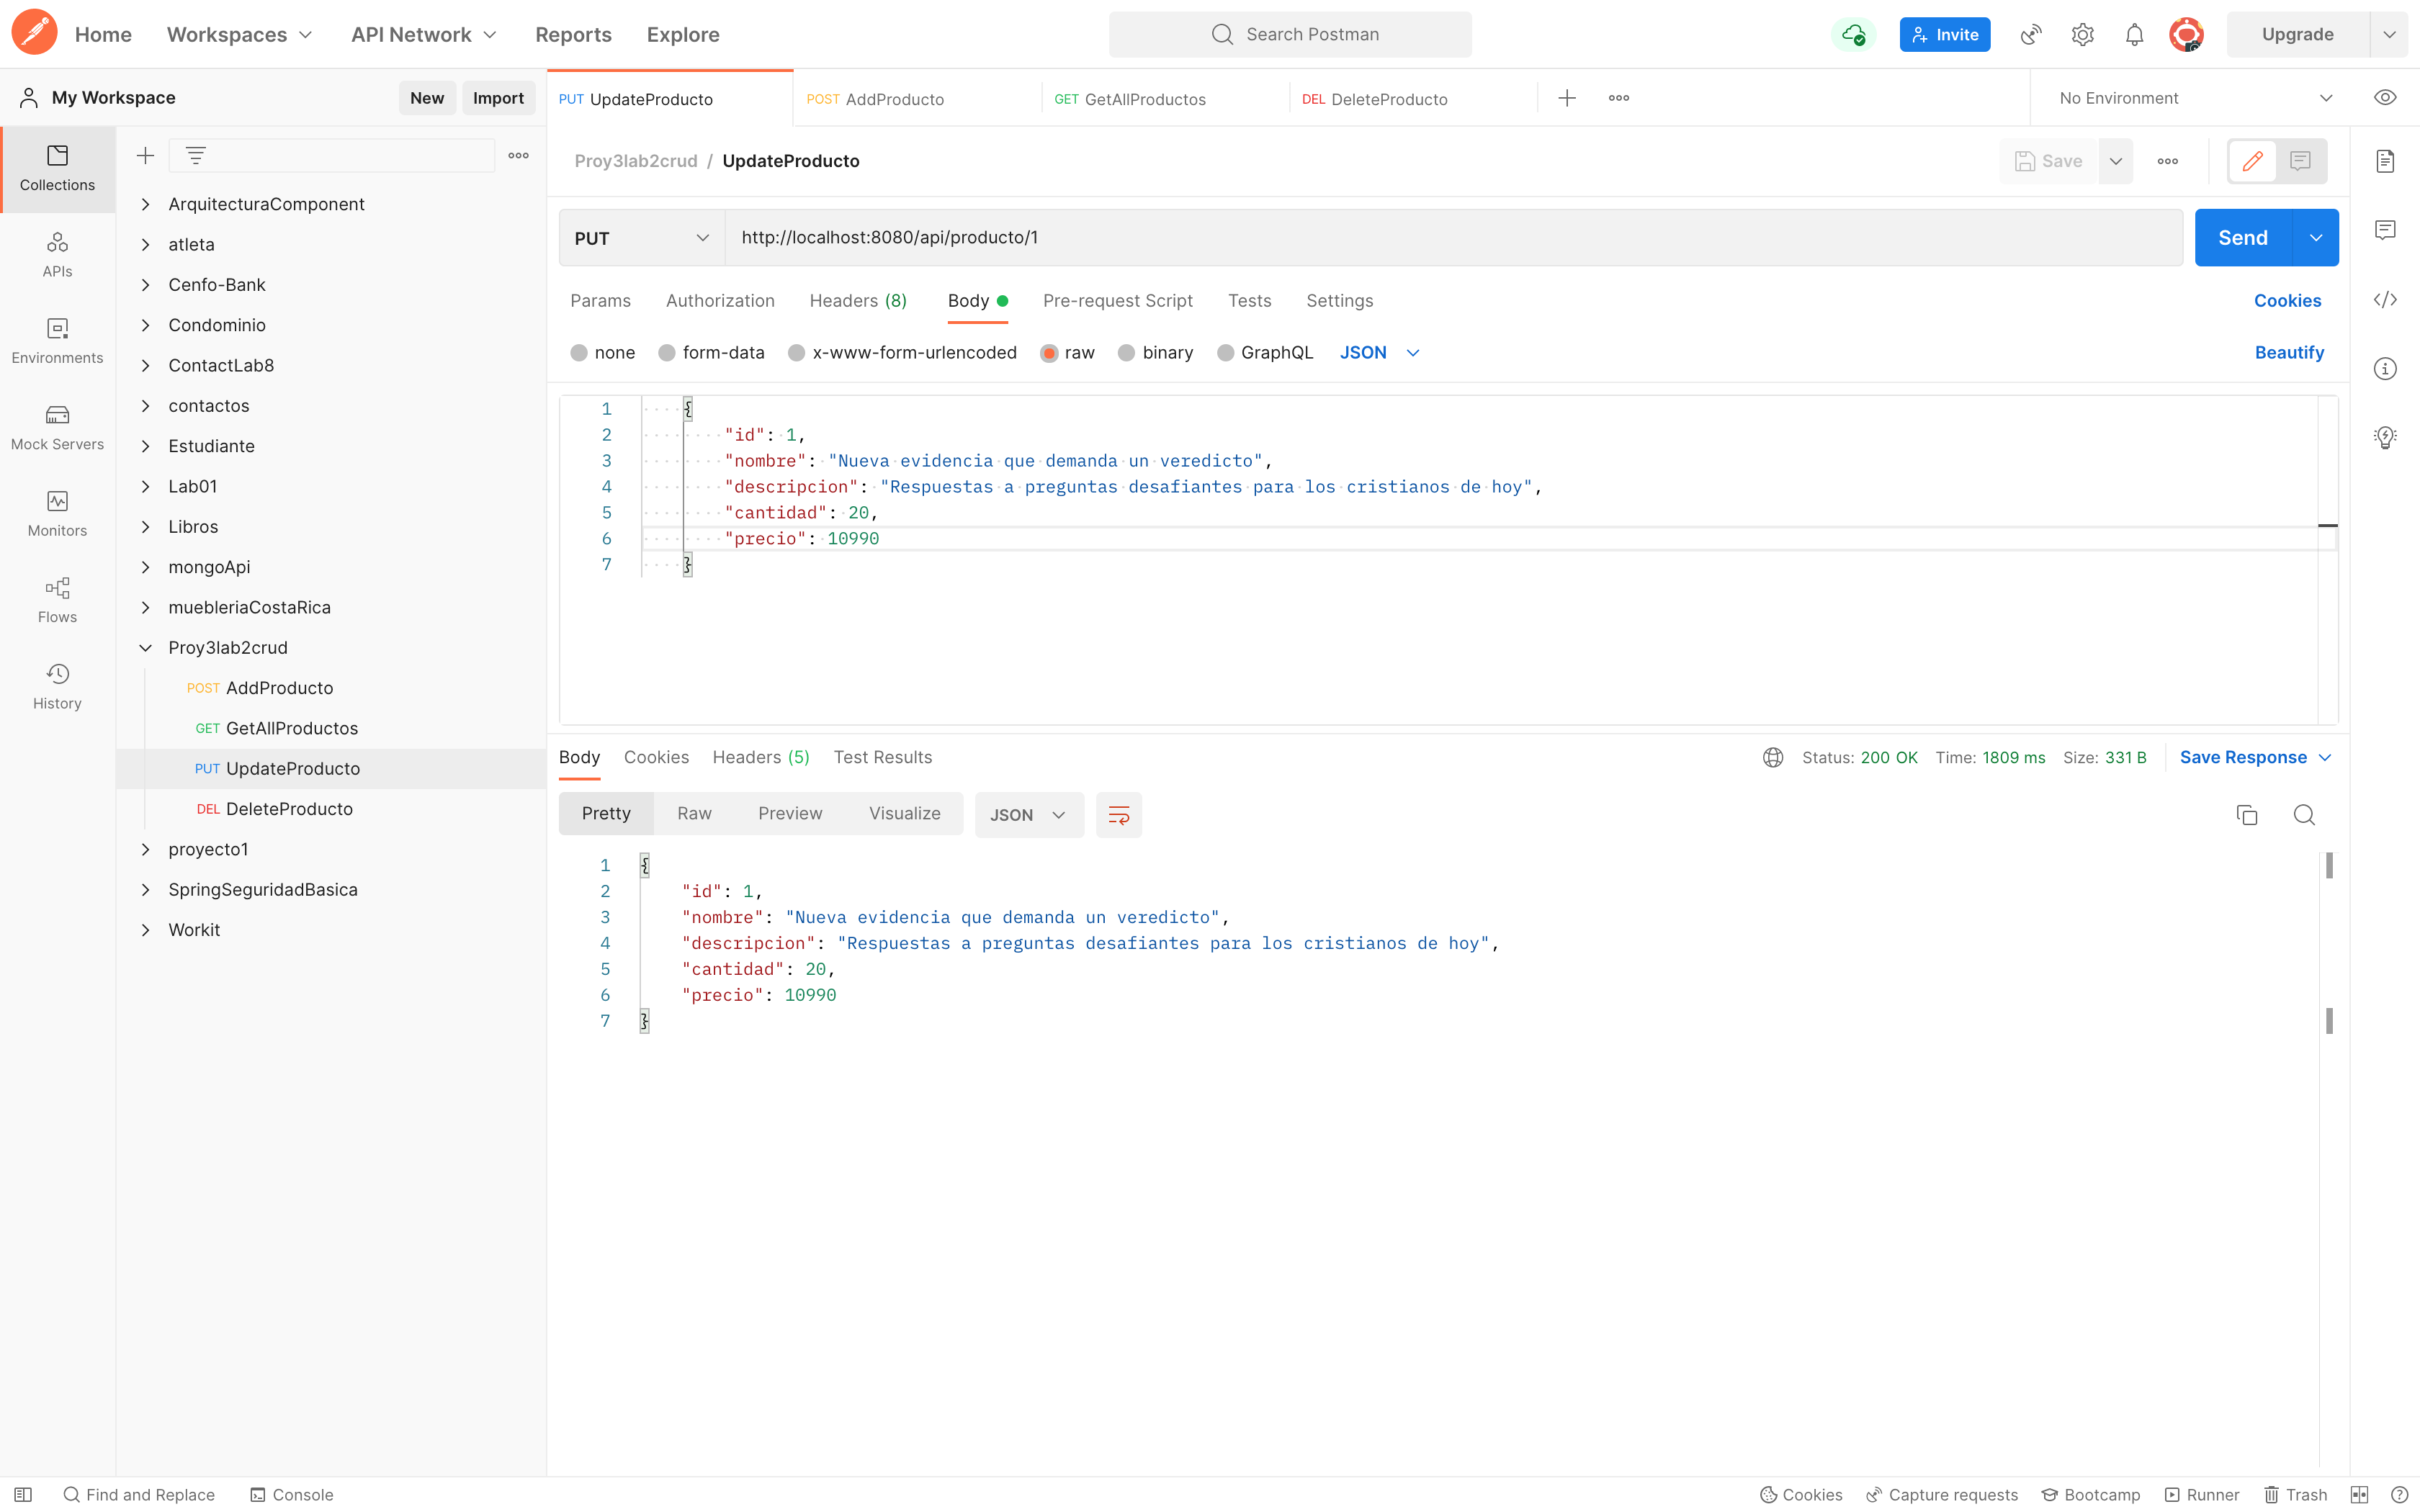 Home Workspaces API Network Reports Explore Search Postman Invite Upgrade
My Workspace New Import PUT UpdateProducto POST AddProducto GET GetAllProductos DEL DeleteProducto No Environment
Collections
APIs
Environments
Mock Servers
Monitors
Flows
History
ArquitecturaComponent
atleta
Cenfo-Bank
Condominio
ContactLab8
contactos
Estudiante
Lab01
Libros
mongoApi
muebleriaCostaRica
Proy3lab2crud
POST AddProducto
GET GetAllProductos
PUT UpdateProducto
DEL DeleteProducto
proyecto1
SpringSeguridadBasica
Workit
Proy3lab2crud / UpdateProducto Save
PUT http://localhost:8080/api/producto/1 Send
Params Authorization Headers (8) Body Pre-request Script Tests Settings Cookies
none form-data x-www-form-urlencoded raw binary GraphQL JSON Beautify
1 {
2 "id": 1,
3 "nombre": "Nueva evidencia que demanda un veredicto",
4 "descripcion": "Respuestas a preguntas desafiantes para los cristianos de hoy",
5 "cantidad": 20,
6 "precio": 10990
7 }
Body Cookies Headers (5) Test Results Status: 200 OK Time: 1809 ms Size: 331 B Save Response
Pretty Raw Preview Visualize JSON
1 {
2 "id": 1,
3 "nombre": "Nueva evidencia que demanda un veredicto",
4 "descripcion": "Respuestas a preguntas desafiantes para los cristianos de hoy",
5 "cantidad": 20,
6 "precio": 10990
7 }
Find and Replace Console Cookies Capture requests Bootcamp Runner Trash